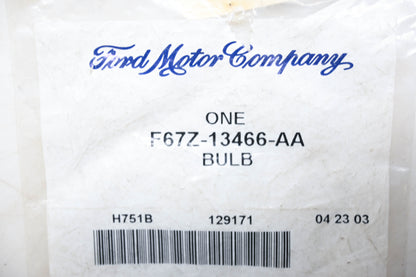 Ford Motor Company
ONE
F67Z-13466-AA
BULB
H751B 129171 04 23 03